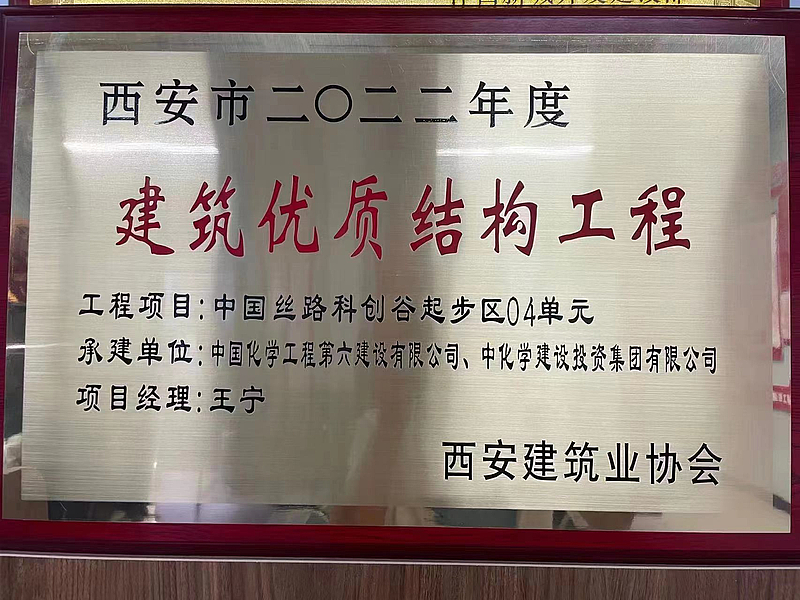 西安市二〇二二年度
建筑优质结构工程
工程项目:中国丝路科创谷起步区04单元
承建单位:中国化学工程第六建设有限公司、中化学建设投资集团有限公司
项目经理:王宁
西安建筑业协会